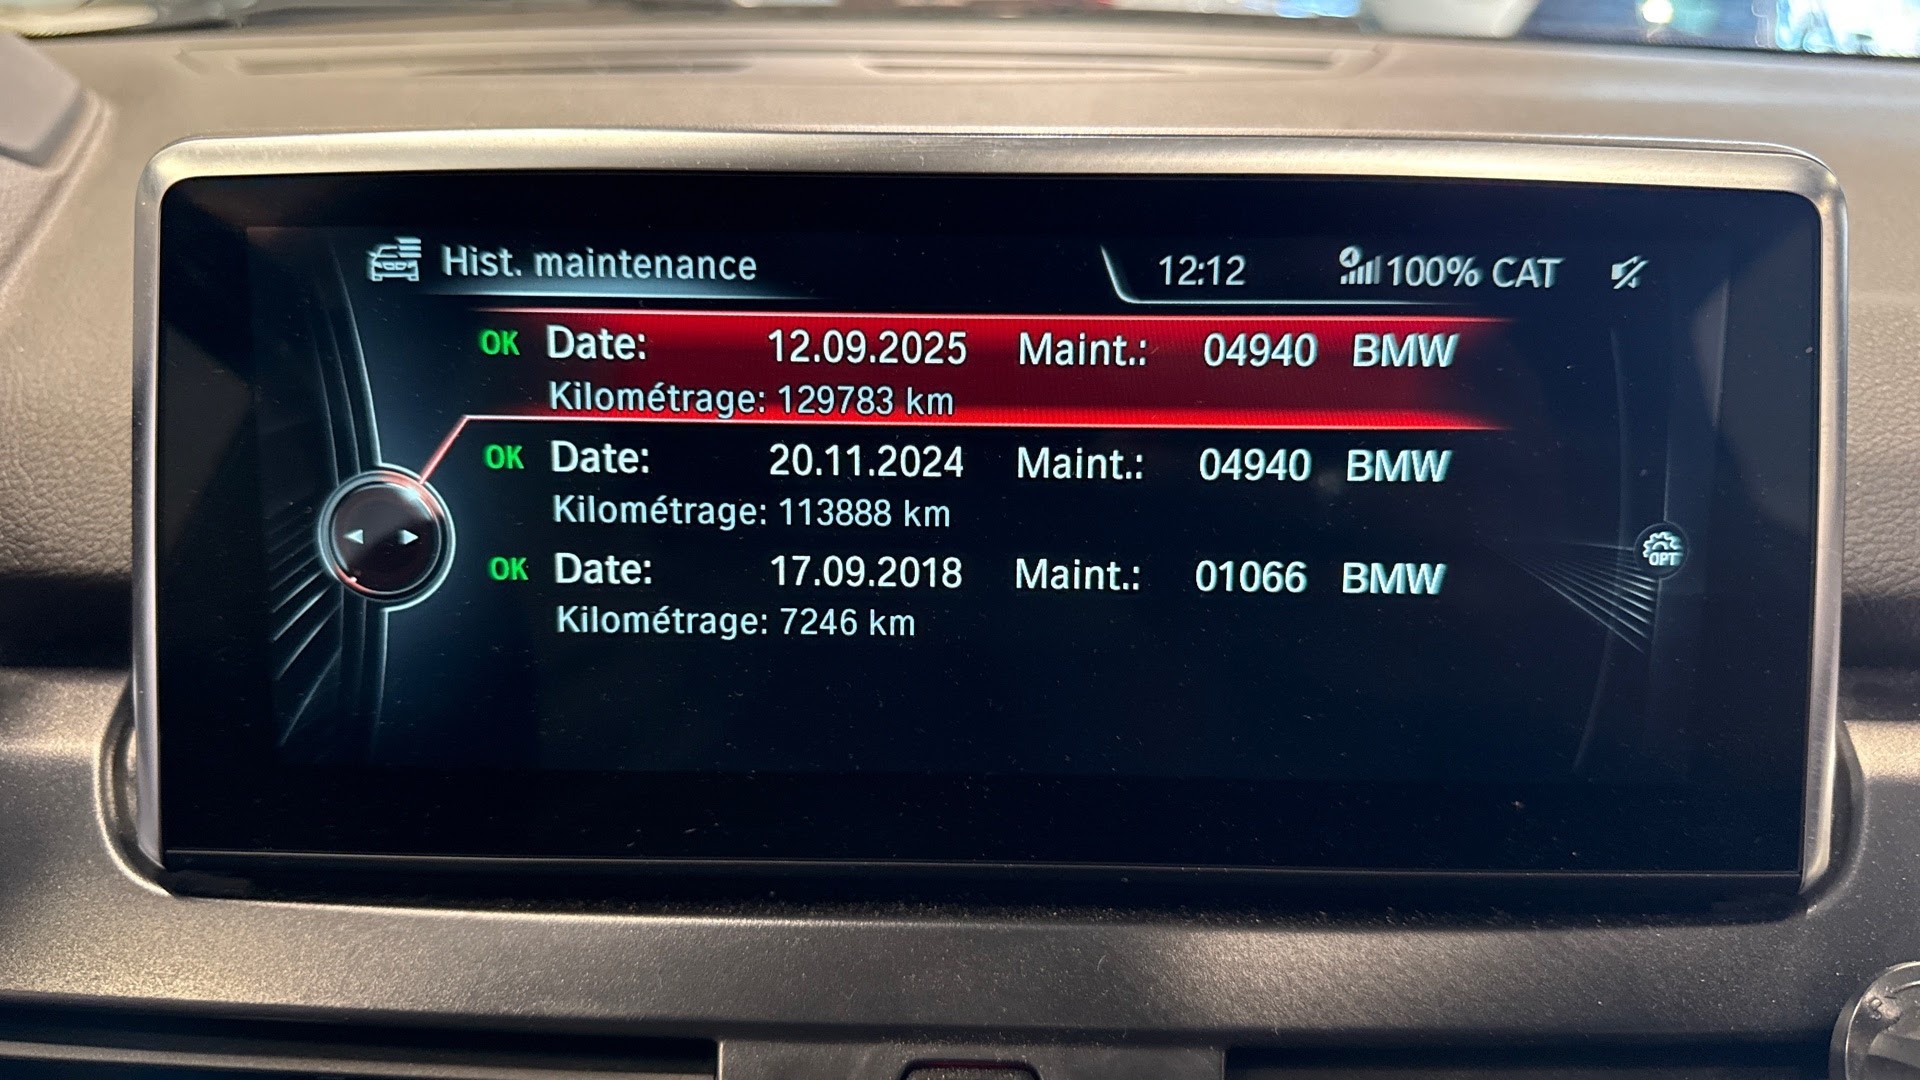 Hist. maintenance 12:12 100% CAT
OK Date: 12.09.2025 Maint.: 04940 BMW
Kilométrage: 129783 km
OK Date: 20.11.2024 Maint.: 04940 BMW
Kilométrage: 113888 km
OK Date: 17.09.2018 Maint.: 01066 BMW
Kilométrage: 7246 km
OPT